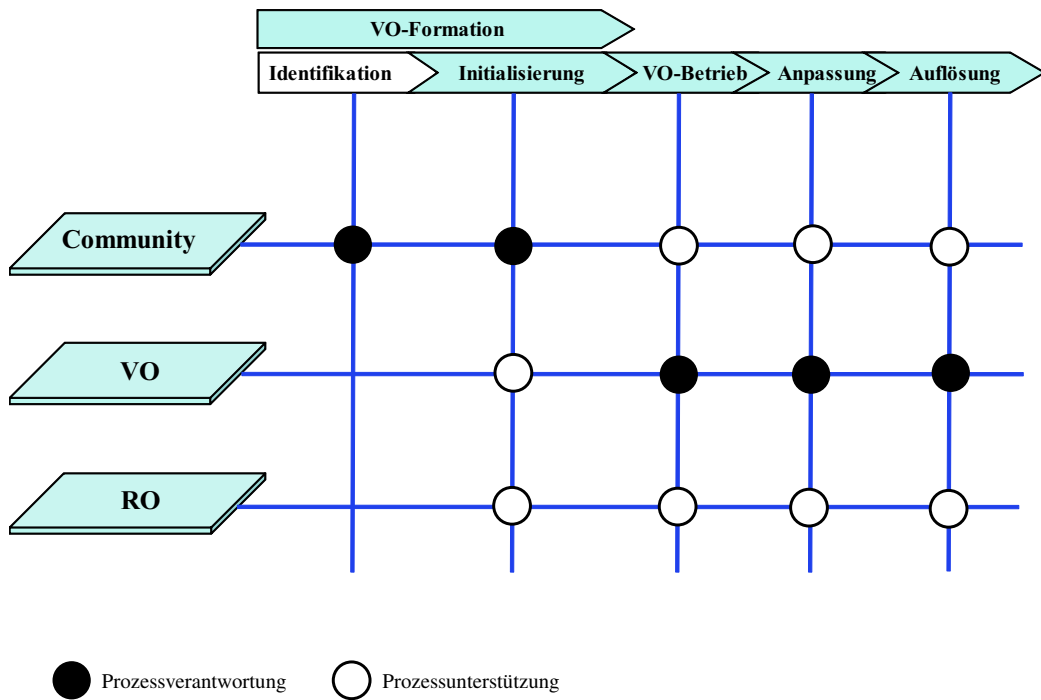 VO-Formation
Identifikation
Initialisierung
VO-Betrieb
Anpassung
Auflösung
Community
VO
RO
Prozessverantwortung
Prozessunterstützung